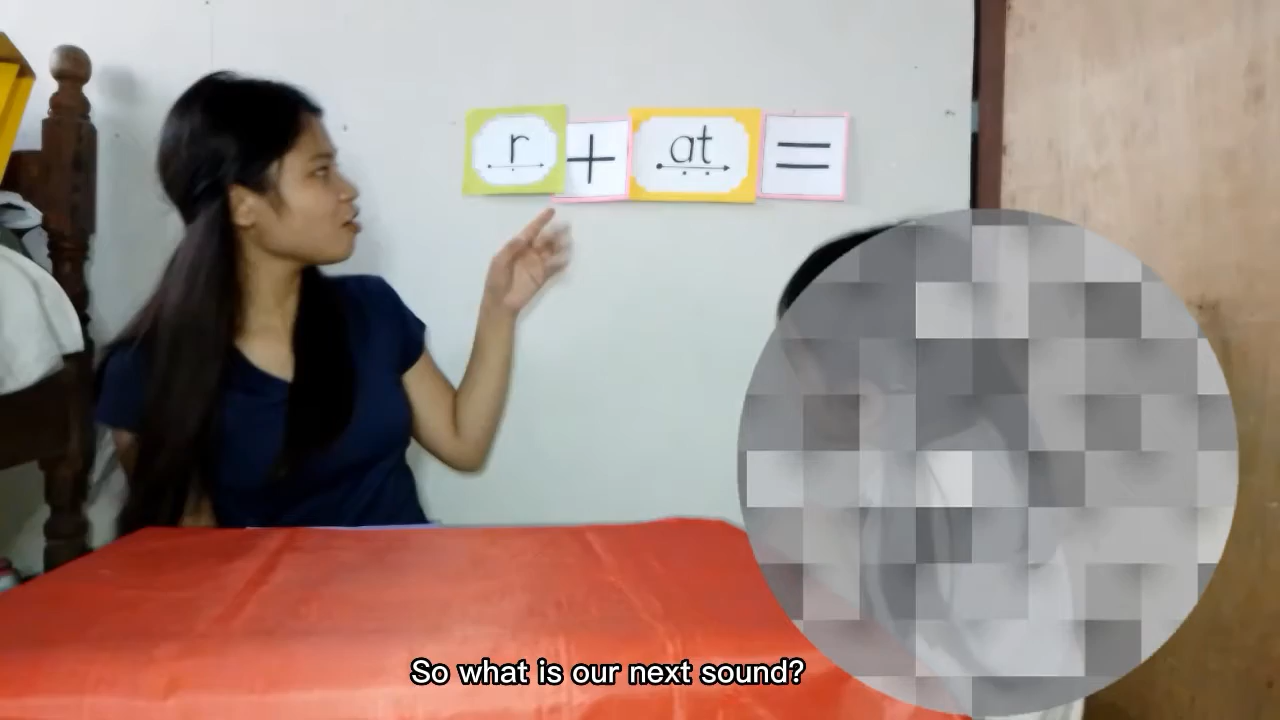 r + at =
So what is our next sound?